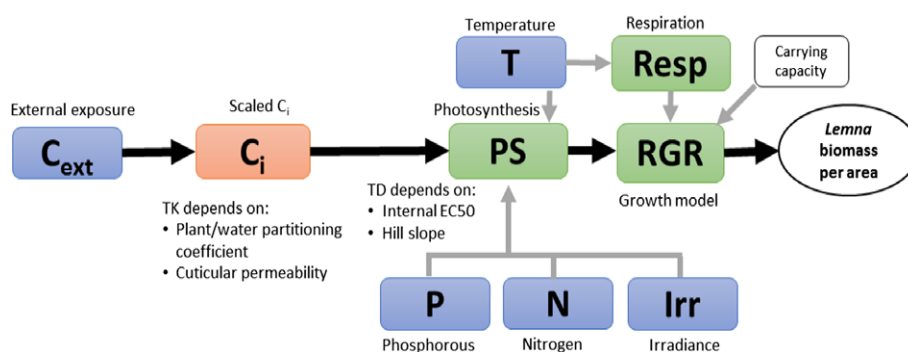 Temperature
Respiration
T
Resp
Carrying
capacity
External exposure
Scaled Ci
Photosynthesis
Cext
Ci
PS
RGR
Lemna
biomass
per area
TK depends on:
• Plant/water partitioning
coefficient
• Cuticular permeability
TD depends on:
• Internal EC50
• Hill slope
Growth model
P
N
Irr
Phosphorous
Nitrogen
Irradiance